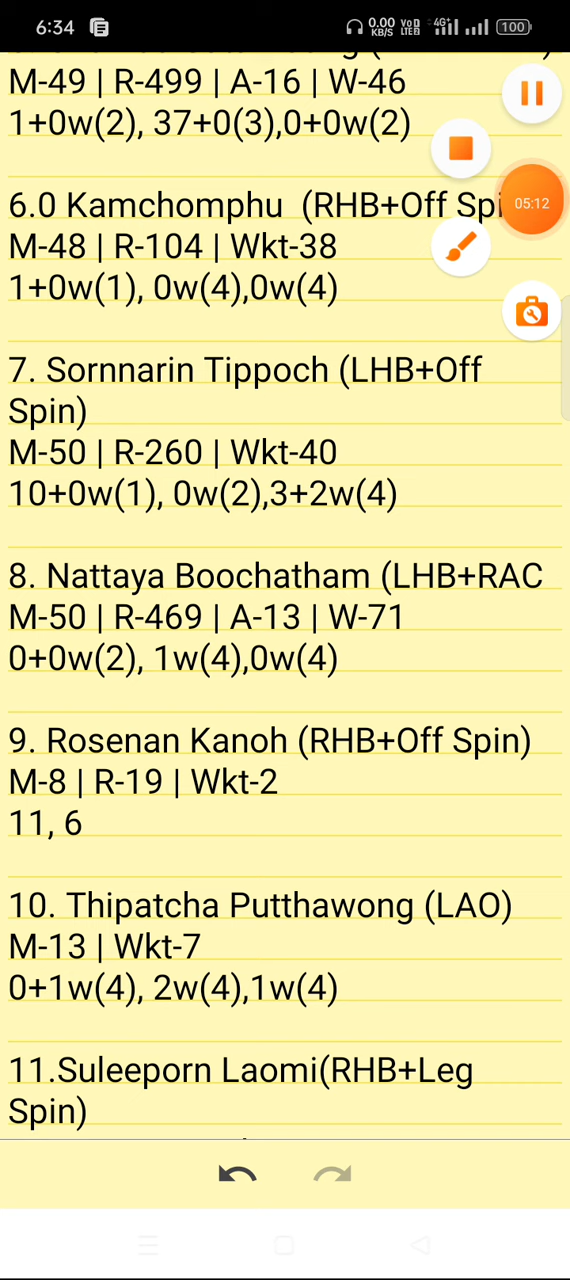 6:34
0.00 KB/S
VoD LTE2
4G+
100
M-49 | R-499 | A-16 | W-46
1+0w(2), 37+0(3),0+0w(2)
05:12
6.0 Kamchomphu (RHB+Off Spi
M-48 | R-104 | Wkt-38
1+0w(1), 0w(4),0w(4)
7. Sornnarin Tippoch (LHB+Off
Spin)
M-50 | R-260 | Wkt-40
10+0w(1), 0w(2),3+2w(4)
8. Nattaya Boochatham (LHB+RAC
M-50 | R-469 | A-13 | W-71
0+0w(2), 1w(4),0w(4)
9. Rosenan Kanoh (RHB+Off Spin)
M-8 | R-19 | Wkt-2
11, 6
10. Thipatcha Putthawong (LAO)
M-13 | Wkt-7
0+1w(4), 2w(4),1w(4)
11.Suleeporn Laomi(RHB+Leg
Spin)